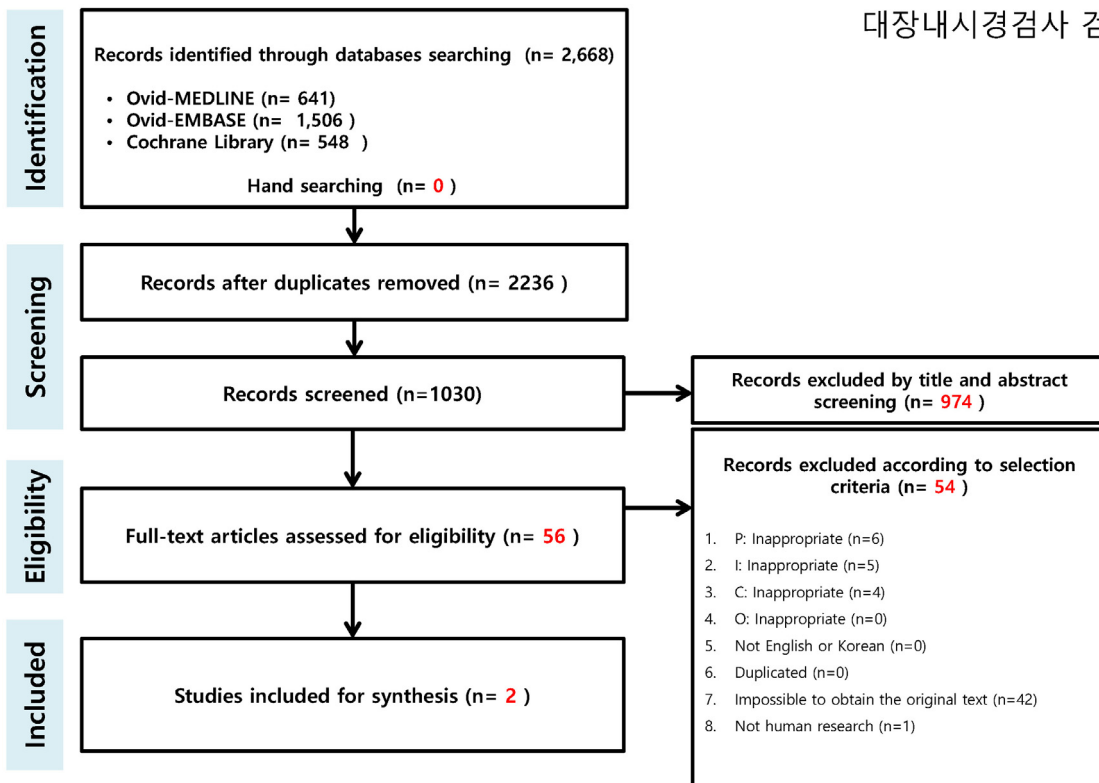 대장내시경검사 검
Identification
Records identified through databases searching (n= 2,668)
• Ovid-MEDLINE (n= 641)
• Ovid-EMBASE (n= 1,506 )
• Cochrane Library (n= 548 )
Hand searching (n= 0 )
Screening
Records after duplicates removed (n= 2236 )
Records screened (n=1030)
Records excluded by title and abstract
screening (n= 974 )
Eligibility
Full-text articles assessed for eligibility (n= 56 )
Records excluded according to selection
criteria (n= 54 )
1. P: Inappropriate (n=6)
2. I: Inappropriate (n=5)
3. C: Inappropriate (n=4)
4. O: Inappropriate (n=0)
5. Not English or Korean (n=0)
6. Duplicated (n=0)
7. Impossible to obtain the original text (n=42)
8. Not human research (n=1)
Included
Studies included for synthesis (n= 2 )